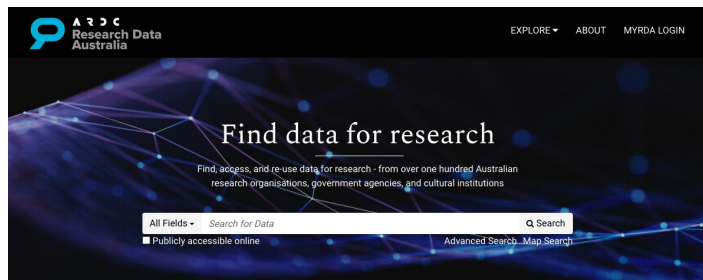 ARDC
Research Data
Australia
EXPLORE ABOUT MYRDA LOGIN
Find data for research
Find, access, and re-use data for research - from over one hundred Australian
research organisations, government agencies, and cultural institutions
All Fields Search for Data Search
Publicly accessible online Advanced Search Map Search